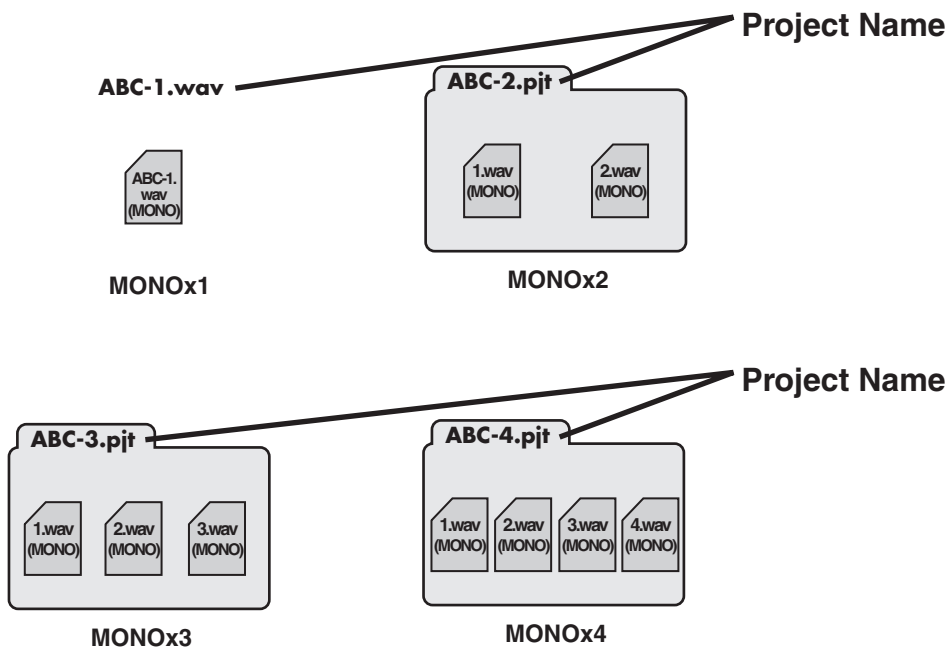 Project Name
ABC-1.wav
ABC-2.pjt
ABC-1.
wav
(MONO)
1.wav
(MONO)
2.wav
(MONO)
MONOx1
MONOx2
Project Name
ABC-3.pjt
ABC-4.pjt
1.wav
(MONO)
2.wav
(MONO)
3.wav
(MONO)
1.wav
(MONO)
2.wav
(MONO)
3.wav
(MONO)
4.wav
(MONO)
MONOx3
MONOx4